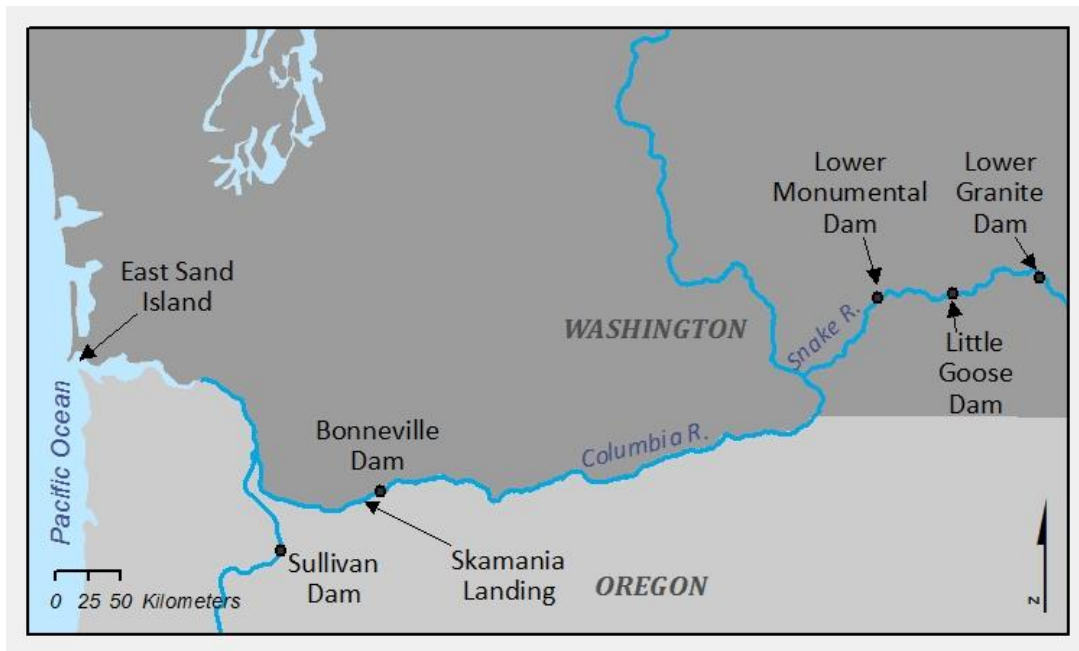 Lower
Monumental
Dam
Lower
Granite
Dam
East Sand
Island
WASHINGTON
Snake R.
Little
Goose
Dam
Pacific Ocean
Bonneville
Dam
Columbia R.
Sullivan
Dam
Skamania
Landing
OREGON
0 25 50 Kilometers
N